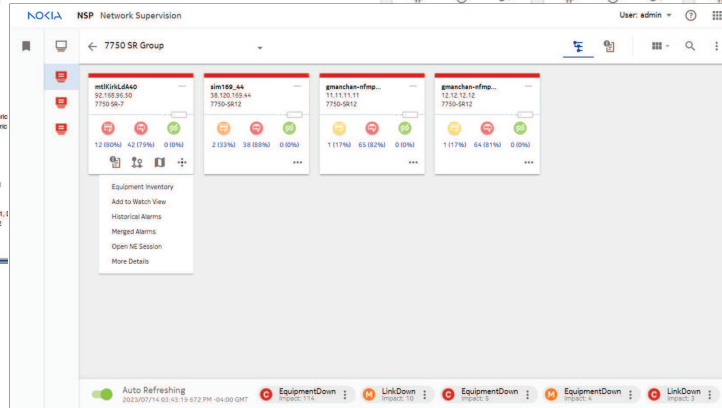 NOKIA NSP Network Supervision
User: admin
7750 SR Group
mtlKirkLdA40
92.168.96.50
7750 SR-7
12 (80%) 42 (79%) 0 (0%)
sim169_44
38.120.169.44
7750-SR12
2 (33%) 38 (88%) 0 (0%)
gmanchan-nfmp...
11.11.11.11
7750-SR12
1 (17%) 65 (82%) 0 (0%)
gmanchan-nfmp...
12.12.12.12
7750-SR12
1 (17%) 64 (81%) 0 (0%)
Equipment Inventory
Add to Watch View
Historical Alarms
Merged Alarms
Open NE Session
More Details
Auto Refreshing
2023/07/14 03:43:19 672 PM -04:00 GMT
C EquipmentDown
Impact: 114
M LinkDown
Impact: 10
C EquipmentDown
Impact: 5
M EquipmentDown
Impact: 4
C LinkDown
Impact: 3